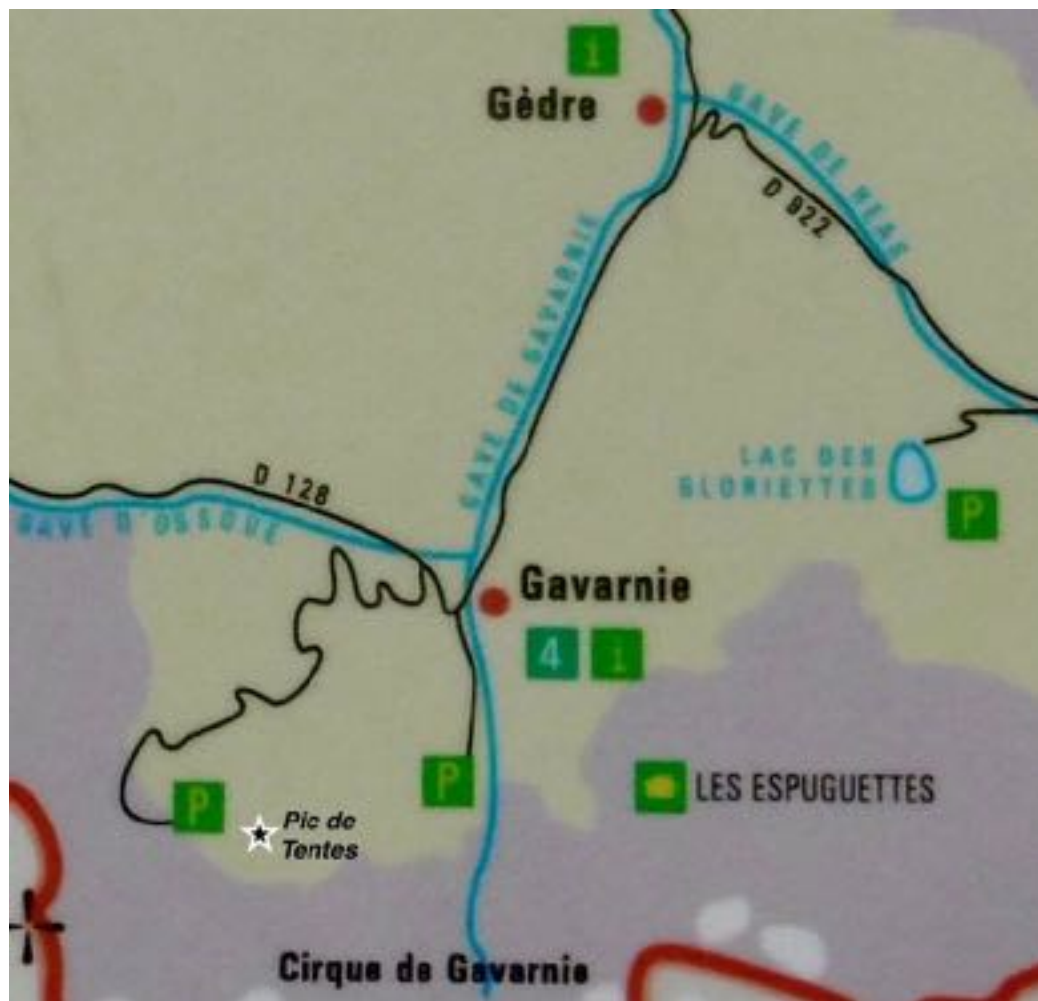 i
Gèdre
GAVE DE HEAS
D 922
GAVE DE GAVARNIE
LAC DES
GLORIETTES
P
D 128
GAVE D'OSSOUE
Gavarnie
4 i
P
P
LES ESPUGUETTES
Pic de
Tentes
Cirque de Gavarnie